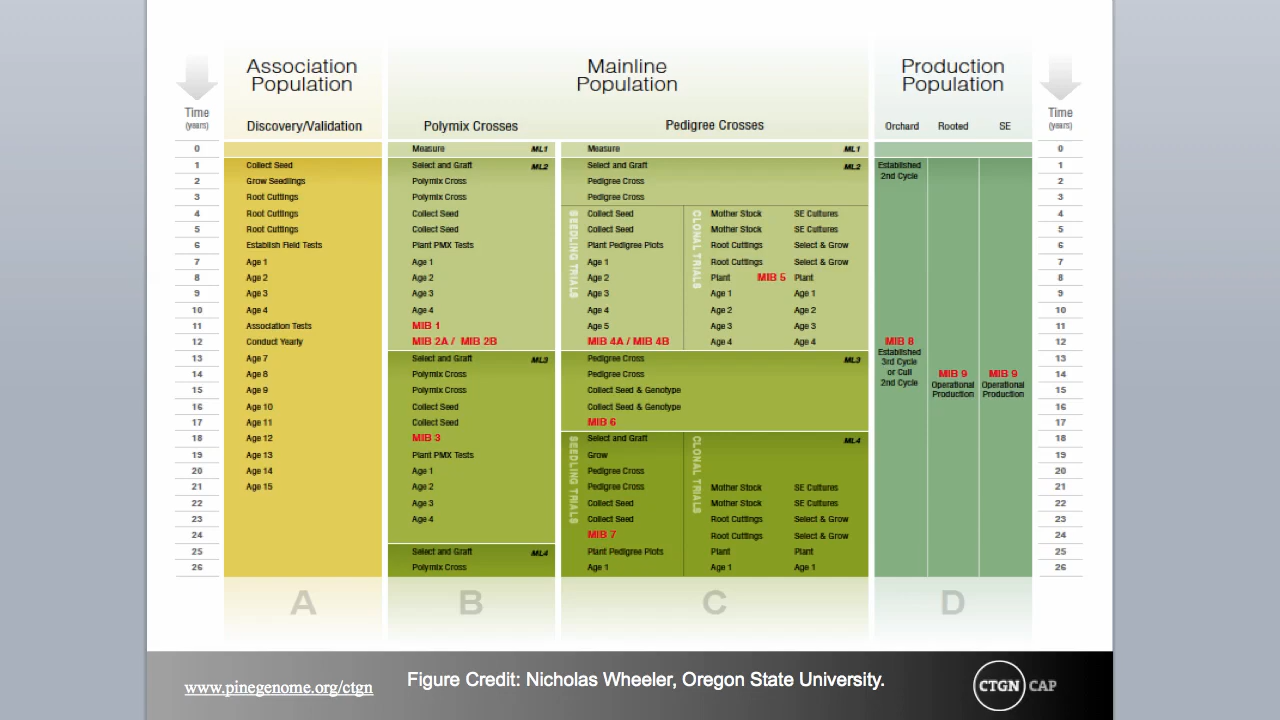 Association
Population
Mainline
Population
Production
Population
Time
(years)
Discovery/Validation
Polymix Crosses
Pedigree Crosses
Orchard Rooted SE
Time
(years)
0 Measure ML1 Measure ML1 0
1 Collect Seed Select and Graft ML2 Select and Graft ML2 Established 1
2 Grow Seedlings Polymix Cross Pedigree Cross 2nd Cycle 2
3 Root Cuttings Polymix Cross Pedigree Cross 3
SEEDLING TRIALS
CLONAL TRIALS
4 Root Cuttings Collect Seed Collect Seed Mother Stock SE Cultures 4
5 Root Cuttings Collect Seed Collect Seed Mother Stock SE Cultures 5
6 Establish Field Tests Plant PMX Tests Plant Pedigree Plots Root Cuttings Select & Grow 6
7 Age 1 Age 1 Age 1 Root Cuttings Select & Grow 7
8 Age 2 Age 2 Age 2 Plant MIB 5 Plant 8
9 Age 3 Age 3 Age 3 Age 1 Age 1 9
10 Age 4 Age 4 Age 4 Age 2 Age 2 10
11 Association Tests MIB 1 Age 5 Age 3 Age 3 11
12 Conduct Yearly MIB 2A / MIB 2B MIB 4A / MIB 4B Age 4 Age 4 MIB 8 12
Established
3rd Cycle
or Cull
2nd Cycle
13 Age 7 Select and Graft ML3 Pedigree Cross ML3 13
14 Age 8 Polymix Cross Pedigree Cross MIB 9 MIB 9 14
Operational Operational
Production Production
15 Age 9 Polymix Cross Collect Seed & Genotype 15
16 Age 10 Collect Seed Collect Seed & Genotype 16
17 Age 11 Collect Seed MIB 6 17
SEEDLING TRIALS
CLONAL TRIALS
18 Age 12 MIB 3 Select and Graft ML4 18
19 Age 13 Plant PMX Tests Grow 19
20 Age 14 Age 1 Pedigree Cross 20
21 Age 15 Age 2 Pedigree Cross Mother Stock SE Cultures 21
22 Age 3 Collect Seed Mother Stock SE Cultures 22
23 Age 4 Collect Seed Root Cuttings Select & Grow 23
24 MIB 7 Root Cuttings Select & Grow 24
25 Select and Graft ML4 Plant Pedigree Plots Plant Plant 25
26 Polymix Cross Age 1 Age 1 Age 1 26
A B C D
www.pinegenome.org/ctgn
Figure Credit: Nicholas Wheeler, Oregon State University.
CTGN CAP